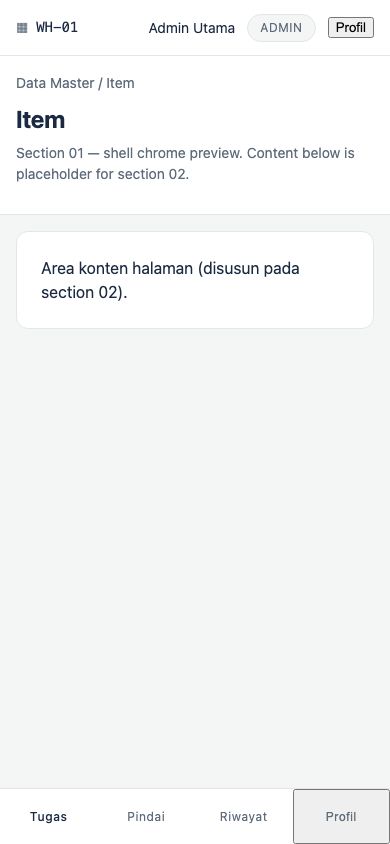 WH-01
Admin Utama
ADMIN
Profil
Data Master / Item
Item
Section 01 — shell chrome preview. Content below is
placeholder for section 02.
Area konten halaman (disusun pada
section 02).
Tugas
Pindai
Riwayat
Profil